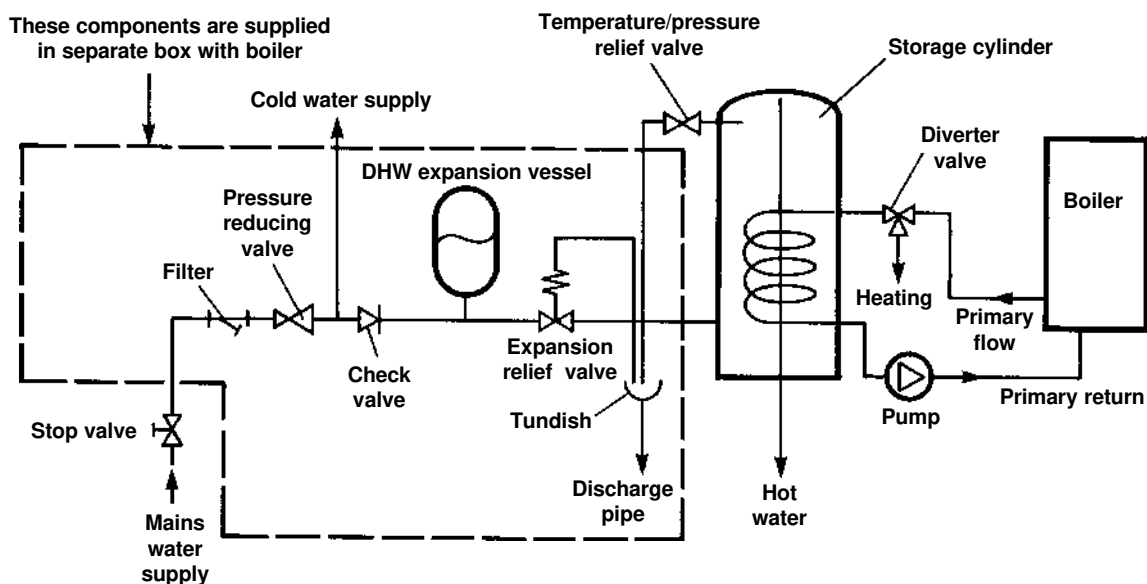 These components are supplied
in separate box with boiler
Temperature/pressure
relief valve
Storage cylinder
Cold water supply
Diverter
valve
DHW expansion vessel
Boiler
Pressure
reducing
valve
Filter
Heating
Primary
flow
Expansion
relief valve
Check
valve
Primary return
Tundish
Pump
Stop valve
Discharge
pipe
Hot
water
Mains
water
supply